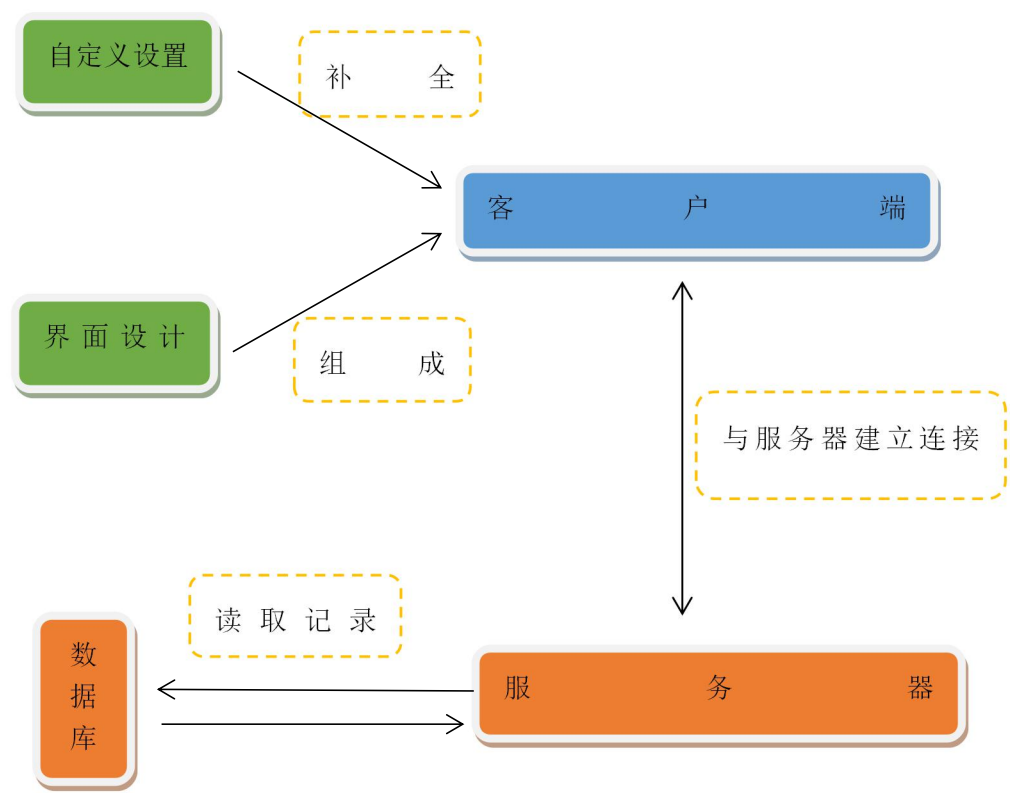 自定义设置
补全
客户端
界面设计
组成
与服务器建立连接
读取记录
数
据
库
服务器